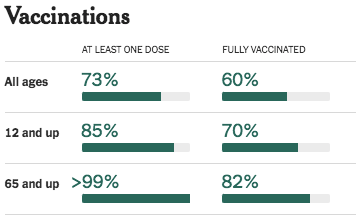 Vaccinations
AT LEAST ONE DOSE FULLY VACCINATED
All ages 73% 60%
12 and up 85% 70%
65 and up >99% 82%